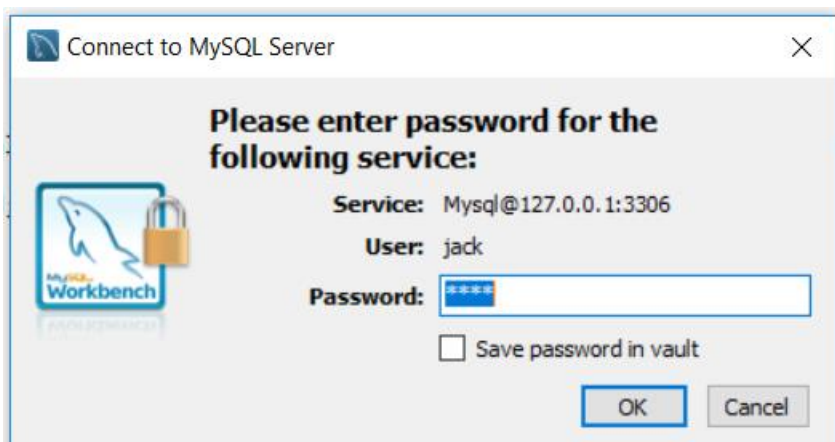 Connect to MySQL Server
Please enter password for the
following service:
Service: Mysql@127.0.0.1:3306
User: jack
Password: ****
Save password in vault
OK Cancel
MySQL
Workbench